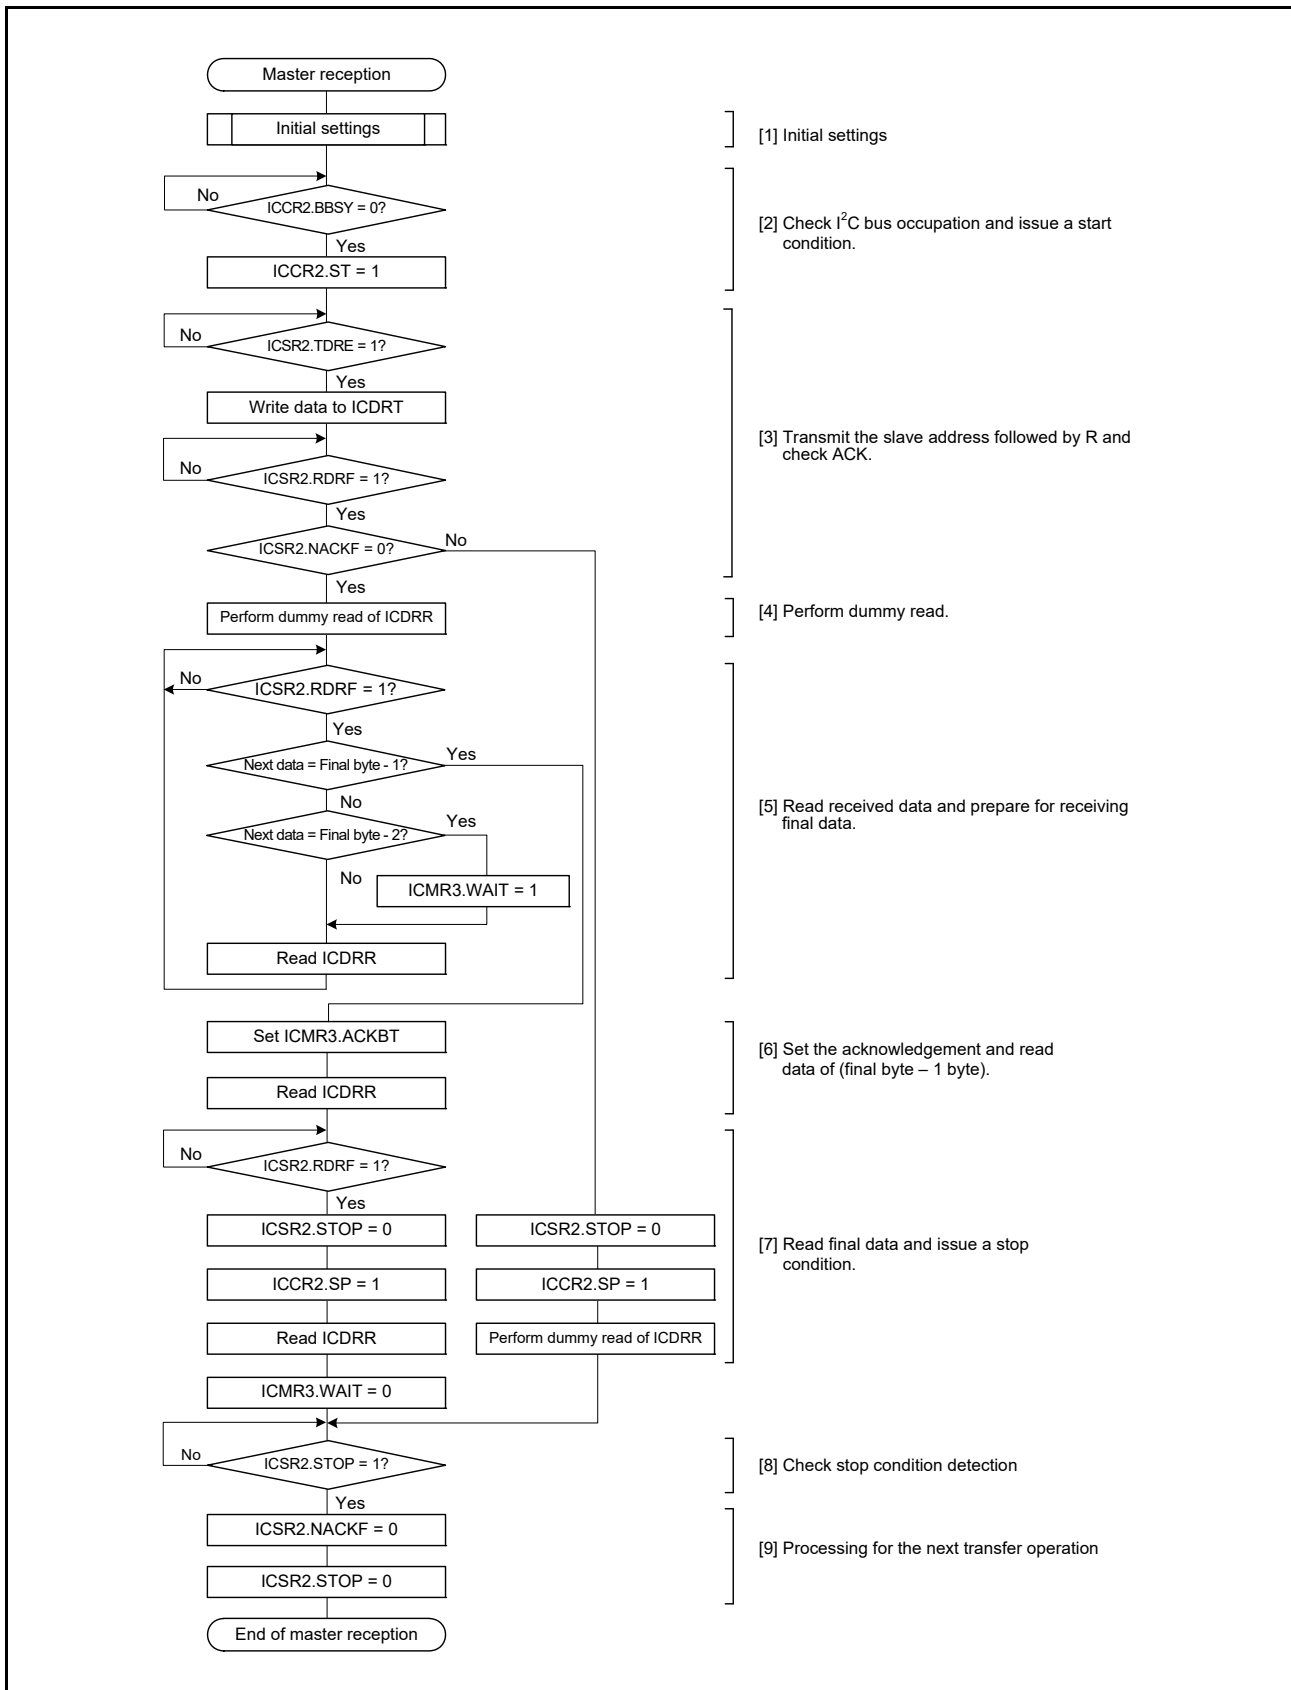 Master reception
Initial settings
[1] Initial settings
No
ICCR2.BBSY = 0?
Yes
ICCR2.ST = 1
[2] Check I²C bus occupation and issue a start
condition.
No
ICSR2.TDRE = 1?
Yes
Write data to ICDRT
No
ICSR2.RDRF = 1?
Yes
ICSR2.NACKF = 0?
No
Yes
[3] Transmit the slave address followed by R and
check ACK.
Perform dummy read of ICDRR
[4] Perform dummy read.
No
ICSR2.RDRF = 1?
Yes
Next data = Final byte - 1?
Yes
No
Next data = Final byte - 2?
Yes
No
ICMR3.WAIT = 1
Read ICDRR
[5] Read received data and prepare for receiving
final data.
Set ICMR3.ACKBT
Read ICDRR
[6] Set the acknowledgement and read
data of (final byte – 1 byte).
No
ICSR2.RDRF = 1?
Yes
ICSR2.STOP = 0
ICCR2.SP = 1
Read ICDRR
ICMR3.WAIT = 0
ICSR2.STOP = 0
ICCR2.SP = 1
Perform dummy read of ICDRR
[7] Read final data and issue a stop
condition.
No
ICSR2.STOP = 1?
Yes
[8] Check stop condition detection
ICSR2.NACKF = 0
ICSR2.STOP = 0
[9] Processing for the next transfer operation
End of master reception